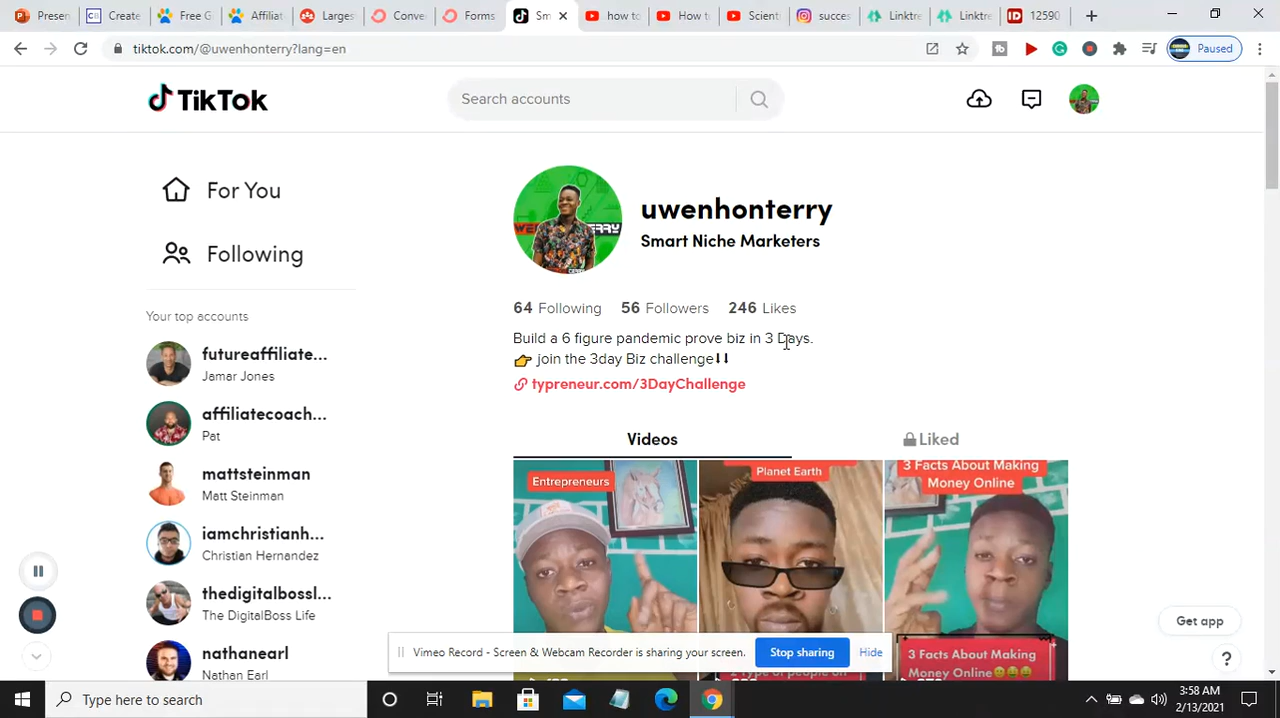 Presen
Create
Free G
Affiliat
Larges
Conve
Forms
Sm
how to
How t
Scient
succes
Linktre
Linktre
ID 12590
tiktok.com/@uwenhonterry?lang=en
Paused
TikTok
Search accounts
For You
Following
uwenhonterry
Smart Niche Marketers
64 Following 56 Followers 246 Likes
Build a 6 figure pandemic prove biz in 3 Days.
👉 join the 3day Biz challenge⬇⬇
typreneur.com/3DayChallenge
Your top accounts
futureaffiliate...
Jamar Jones
affiliatecoach...
Pat
mattsteinman
Matt Steinman
iamchristianh...
Christian Hernandez
thedigitalbossl...
The DigitalBoss Life
nathanearl
Nathan Earl
Videos
Liked
Entrepreneurs
Planet Earth
3 Facts About Making
Money Online
3 Facts About Making
Money Online
2 Type of people on
Get app
?
Vimeo Record - Screen & Webcam Recorder is sharing your screen.
Stop sharing
Hide
Type here to search
3:58 AM
2/13/2021